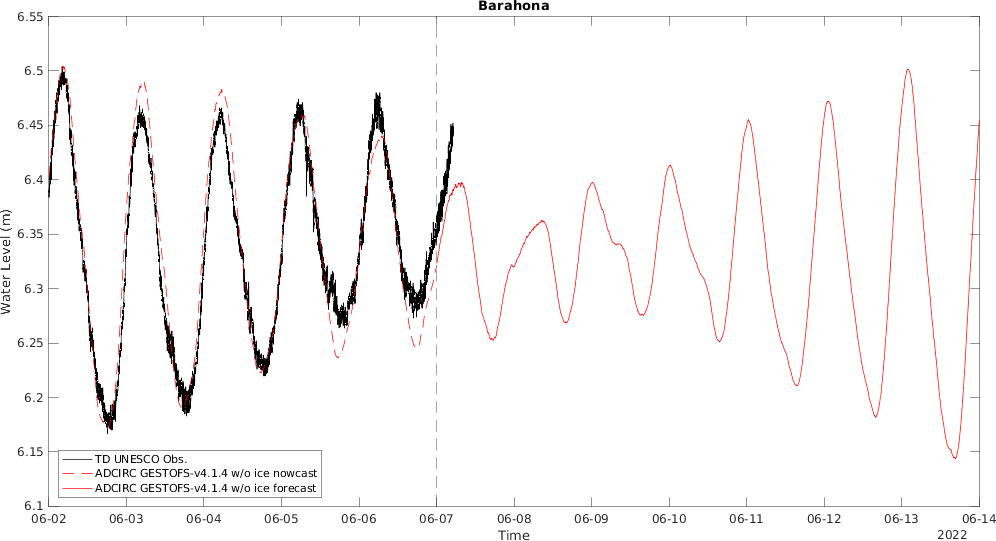 Barahona
6.55
6.5
6.45
6.4
6.35
6.3
6.25
6.2
6.15
6.1
Water Level (m)
TD UNESCO Obs.
ADCIRC GESTOFS-v4.1.4 w/o ice nowcast
ADCIRC GESTOFS-v4.1.4 w/o ice forecast
06-02 06-03 06-04 06-05 06-06 06-07 06-08 06-09 06-10 06-11 06-12 06-13 06-14
Time
2022